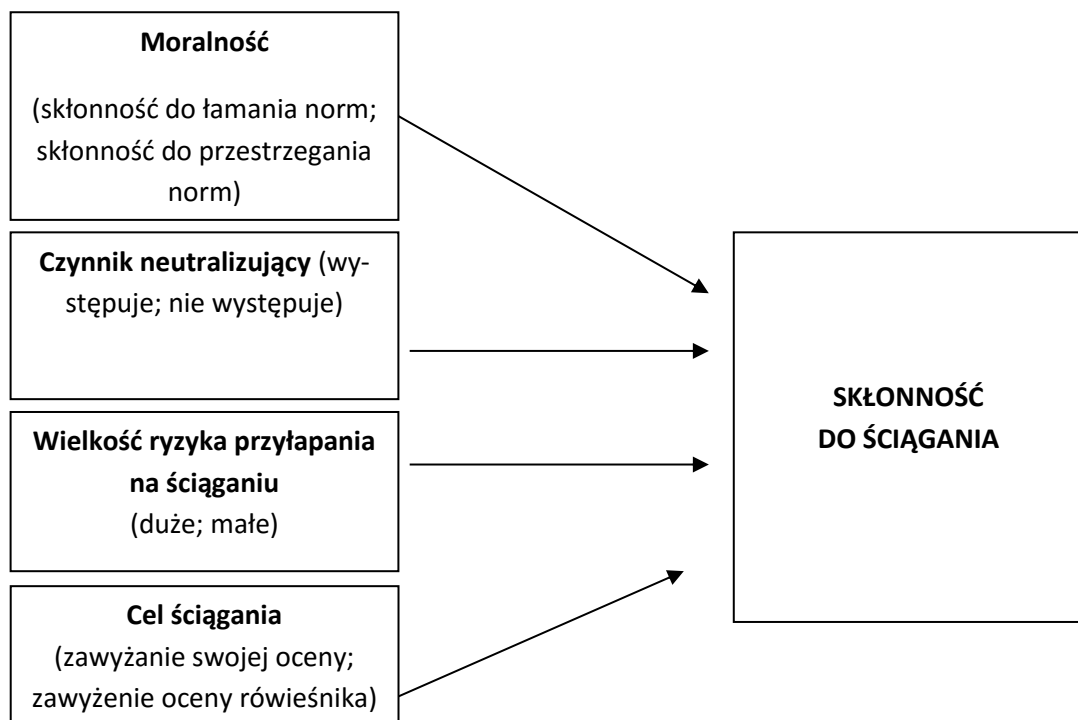 Moralność
(skłonność do łamania norm;
skłonność do przestrzegania
norm)
Czynnik neutralizujący (wy-
stępuje; nie występuje)
Wielkość ryzyka przyłapania
na ściąganiu
(duże; małe)
Cel ściągania
(zawyżanie swojej oceny;
zawyżenie oceny rówieśnika)
SKŁONNOŚĆ
DO ŚCIĄGANIA